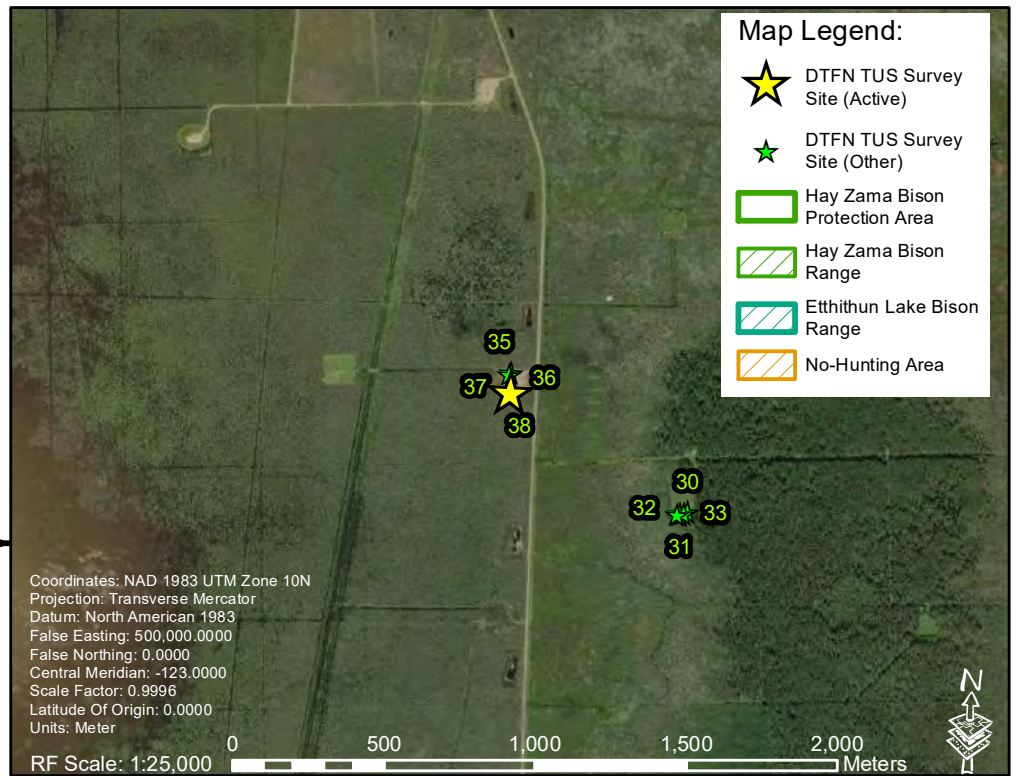 Map Legend:
DTFN TUS Survey
Site (Active)
DTFN TUS Survey
Site (Other)
Hay Zama Bison
Protection Area
Hay Zama Bison
Range
Etthithun Lake Bison
Range
No-Hunting Area
35
37
36
38
30
32
33
31
Coordinates: NAD 1983 UTM Zone 10N
Projection: Transverse Mercator
Datum: North American 1983
False Easting: 500,000.0000
False Northing: 0.0000
Central Meridian: -123.0000
Scale Factor: 0.9996
Latitude Of Origin: 0.0000
Units: Meter
RF Scale: 1:25,000
0 500 1,000 1,500 2,000
Meters
N